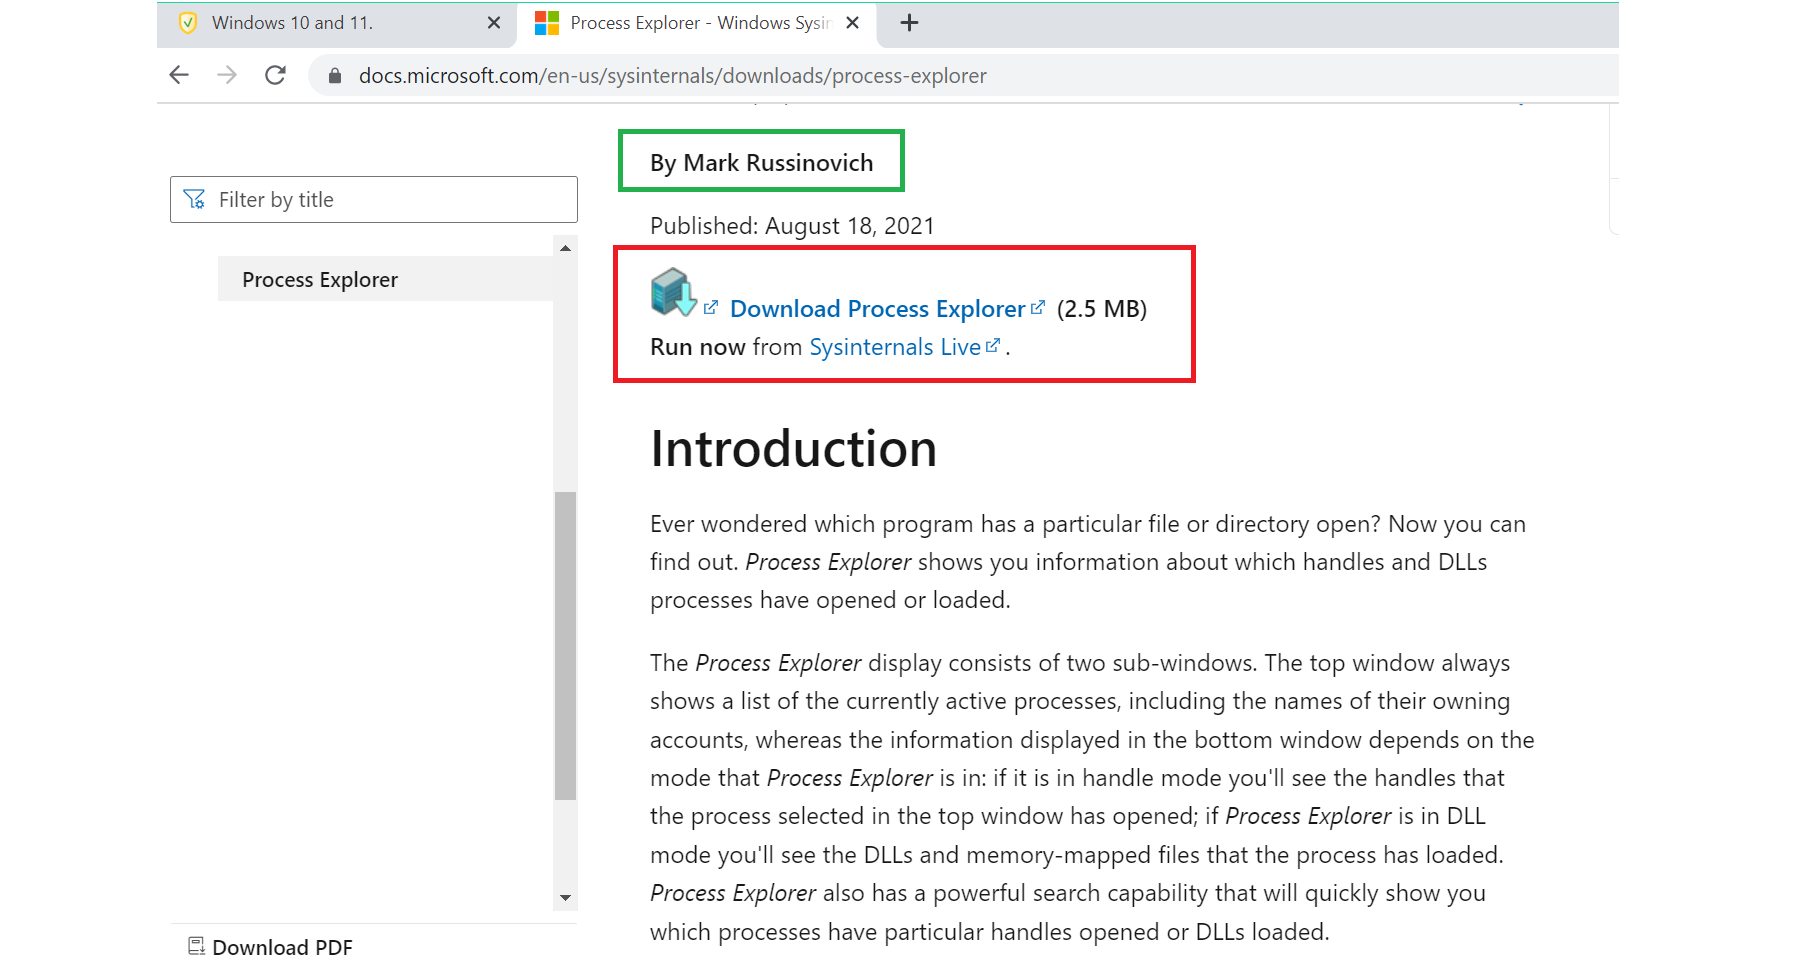 Windows 10 and 11.
Process Explorer - Windows Sysin
docs.microsoft.com/en-us/sysinternals/downloads/process-explorer
By Mark Russinovich
Filter by title
Published: August 18, 2021
Process Explorer
Download Process Explorer (2.5 MB)
Run now from Sysinternals Live .
Introduction
Ever wondered which program has a particular file or directory open? Now you can
find out. Process Explorer shows you information about which handles and DLLs
processes have opened or loaded.
The Process Explorer display consists of two sub-windows. The top window always
shows a list of the currently active processes, including the names of their owning
accounts, whereas the information displayed in the bottom window depends on the
mode that Process Explorer is in: if it is in handle mode you'll see the handles that
the process selected in the top window has opened; if Process Explorer is in DLL
mode you'll see the DLLs and memory-mapped files that the process has loaded.
Process Explorer also has a powerful search capability that will quickly show you
which processes have particular handles opened or DLLs loaded.
Download PDF